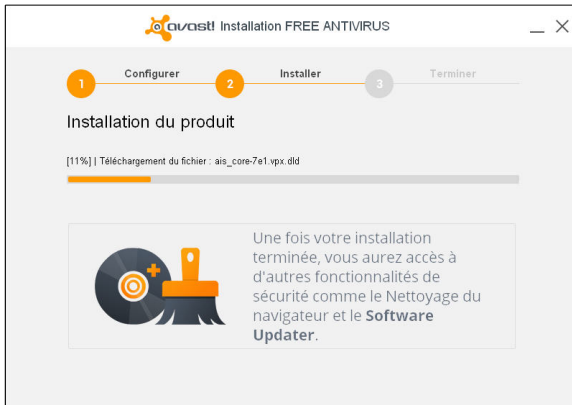 avast! Installation FREE ANTIVIRUS
Configurer Installer Terminer
1 2 3
Installation du produit
[11%] | Téléchargement du fichier : ais_core-7e1.vpx.dld
Une fois votre installation
terminée, vous aurez accès à
d'autres fonctionnalités de
sécurité comme le Nettoyage du
navigateur et le Software
Updater.